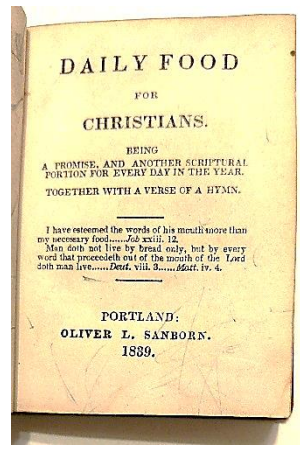 DAILY FOOD
FOR
CHRISTIANS.
BEING
A PROMISE, AND ANOTHER SCRIPTURAL
PORTION FOR EVERY DAY IN THE YEAR.
TOGETHER WITH A VERSE OF A HYMN.
I have esteemed the words of his mouth more than
my necessary food......Job xxiii. 12.
Man doth not live by bread only, but by every
word that proceedeth out of the mouth of the Lord
doth man live......Deut. viii. 3......Matt. iv. 4.
PORTLAND:
OLIVER L. SANBORN.
1839.